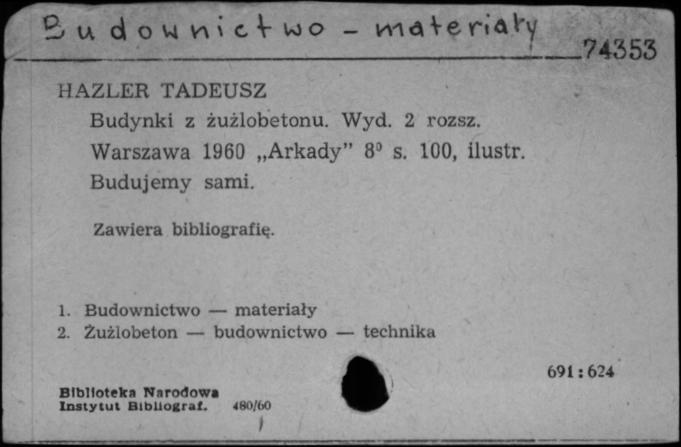 Budownictwo - materiały
74353
HAZLER TADEUSZ
Budynki z żużlobetonu. Wyd. 2 rozsz.
Warszawa 1960 „Arkady” 8⁰ s. 100, ilustr.
Budujemy sami.
Zawiera bibliografię.
1. Budownictwo — materiały
2. Żużlobeton — budownictwo — technika
691:624
Biblioteka Narodowa
Instytut Bibliograf. 480/60